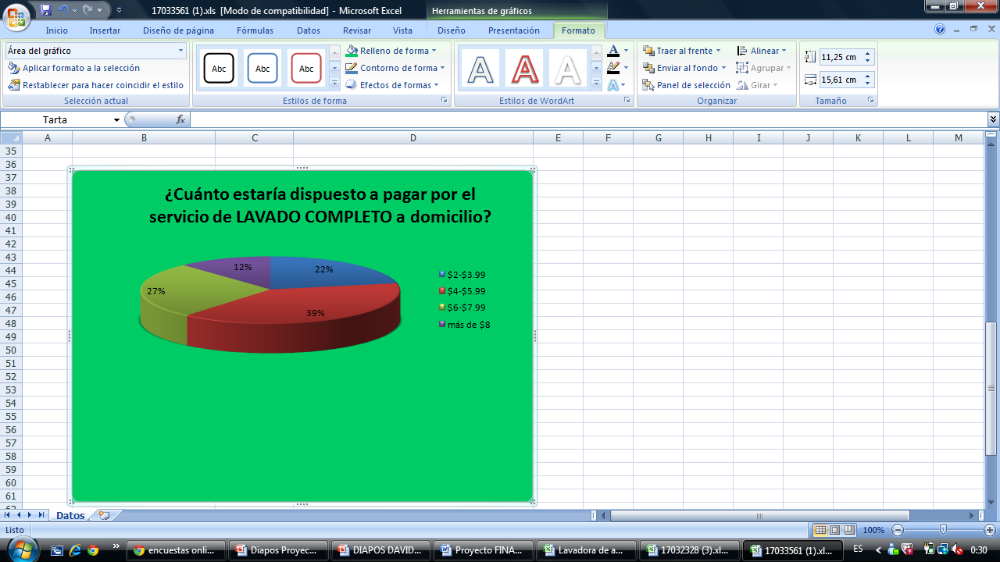 17033561 (1).xls [Modo de compatibilidad] - Microsoft Excel
Herramientas de gráficos
Inicio Insertar Diseño de página Fórmulas Datos Revisar Vista Diseño Presentación Formato
Área del gráfico
Aplicar formato a la selección
Restablecer para hacer coincidir el estilo
Selección actual
Abc Abc Abc
Relleno de forma
Contorno de forma
Efectos de formas
Estilos de forma
A A A
A
A
Estilos de WordArt
Traer al frente
Enviar al fondo
Panel de selección
Alinear
Agrupar
Girar
Organizar
11,25 cm
15,61 cm
Tamaño
Tarta
fx
A B C D E F G H I J K L M
35
36
37
38
39
40
41
42
43
44
45
46
47
48
49
50
51
52
53
54
55
56
57
58
59
60
61
62
¿Cuánto estaría dispuesto a pagar por el
servicio de LAVADO COMPLETO a domicilio?
12%
22%
27%
39%
$2-$3.99
$4-$5.99
$6-$7.99
más de $8
Datos
Listo
100%
encuestas onli...
Diapos Proyec...
DIAPOS DAVID...
Proyecto FINA...
Lavadora de a...
17032328 (3).xl...
17033561 (1).xl...
ES
0:30